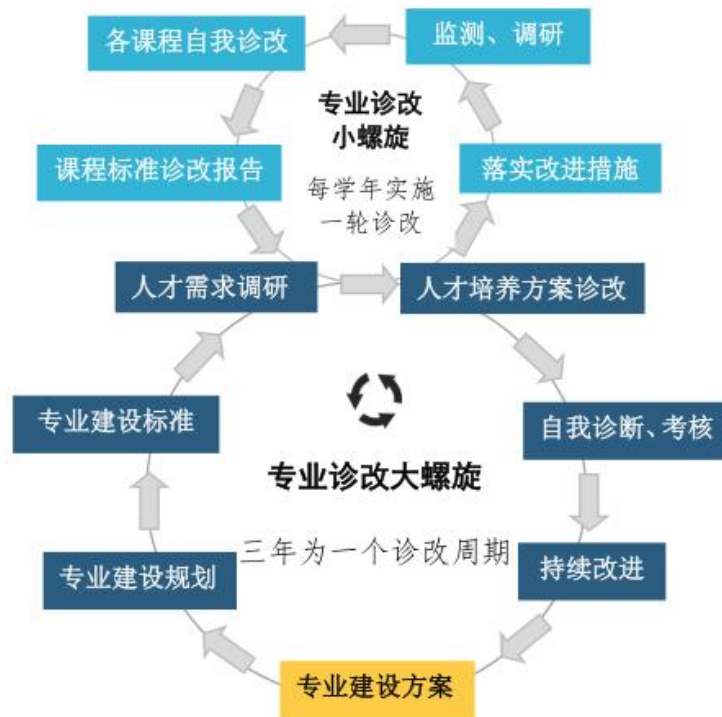 各课程自我诊改
监测、调研
专业诊改
小螺旋
课程标准诊改报告
每学年实施
一轮诊改
落实改进措施
人才需求调研
人才培养方案诊改
专业建设标准
自我诊断、考核
专业诊改大螺旋
三年为一个诊改周期
专业建设规划
持续改进
专业建设方案